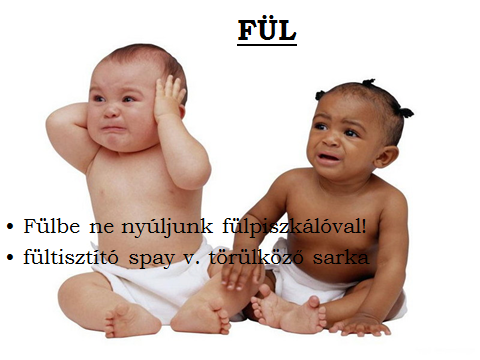 FÜL
• Fülbe ne nyúljunk fülpiszkálóval!
• fültisztító spay v. törülköző sarka